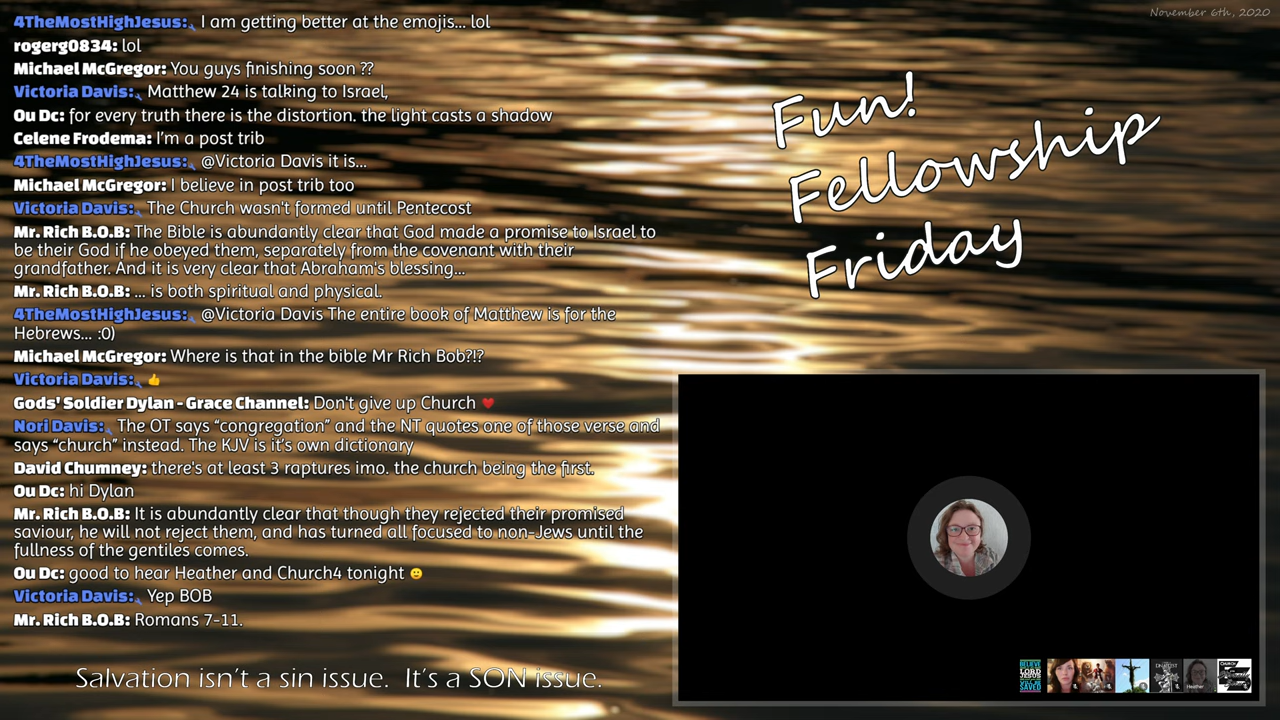 4TheMostHighJesus: I am getting better at the emojis... lol
rogerg0834: lol
Michael McGregor: You guys finishing soon ??
Victoria Davis: Matthew 24 is talking to Israel,
Ou Dc: for every truth there is the distortion. the light casts a shadow
Celene Frodema: I'm a post trib
4TheMostHighJesus: @Victoria Davis it is...
Michael McGregor: I believe in post trib too
Victoria Davis: The Church wasn't formed until Pentecost
Mr. Rich B.O.B: The Bible is abundantly clear that God made a promise to Israel to
be their God if he obeyed them, separately from the covenant with their
grandfather. And it is very clear that Abraham's blessing...
Mr. Rich B.O.B: ... is both spiritual and physical.
4TheMostHighJesus: @Victoria Davis The entire book of Matthew is for the
Hebrews... :0)
Michael McGregor: Where is that in the bible Mr Rich Bob?!?
Victoria Davis: 👍
Gods' Soldier Dylan - Grace Channel: Don't give up Church ❤
Nori Davis: The OT says “congregation” and the NT quotes one of those verse and
says “church” instead. The KJV is it’s own dictionary
David Chumney: there's at least 3 raptures imo. the church being the first.
Ou Dc: hi Dylan
Mr. Rich B.O.B: It is abundantly clear that though they rejected their promised
saviour, he will not reject them, and has turned all focused to non-Jews until the
fullness of the gentiles comes.
Ou Dc: good to hear Heather and Church4 tonight 🙂
Victoria Davis: Yep BOB
Mr. Rich B.O.B: Romans 7-11.
Salvation isn't a sin issue. It's a SON issue.
November 6th, 2020
Fun!
Fellowship
Friday
BELIEVE
LORD
JESUS
SAVED
Heather
CHURCH